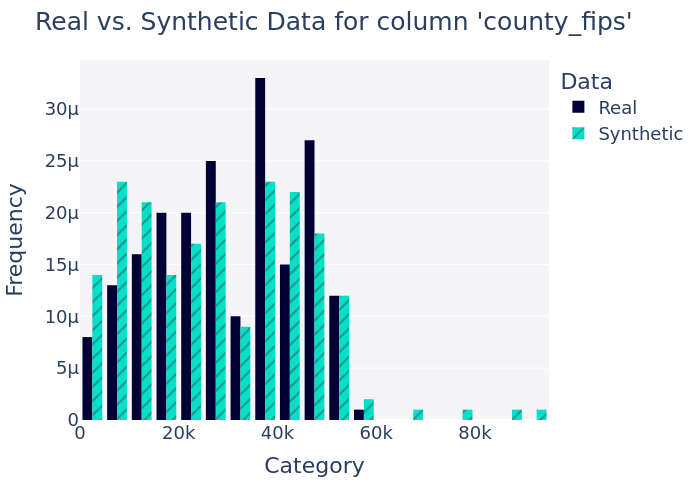 Real vs. Synthetic Data for column 'county_fips'
Data
Real
Synthetic
Frequency
30μ
25μ
20μ
15μ
10μ
5μ
0
0
20k
40k
60k
80k
Category